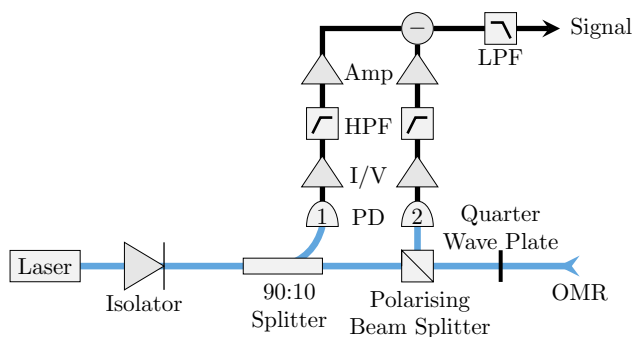 Signal
−
LPF
Amp
HPF
I/V
1
PD
2
Quarter
Wave Plate
Laser
Isolator
90:10
Splitter
Polarising
Beam Splitter
OMR